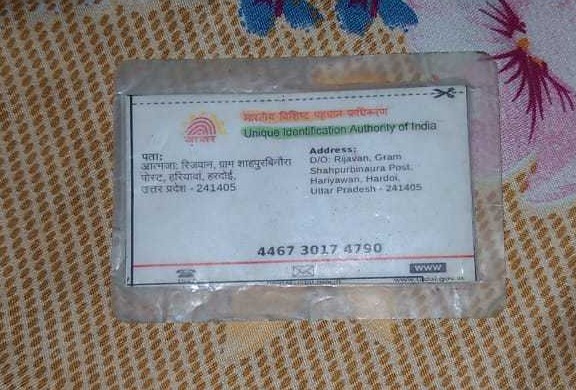 भारतीय विशिष्ट पहचान प्राधिकरण
Unique Identification Authority of India
आधार
पता:
आत्मजा: रिजवान, ग्राम शाहपुरबिनौरा
पोस्ट, हरियावां, हरदोई,
उत्तर प्रदेश - 241405
Address:
D/O: Rijavan, Gram
Shahpurbinaura Post,
Hariyawan, Hardoi,
Uttar Pradesh - 241405
4467 3017 4790
www